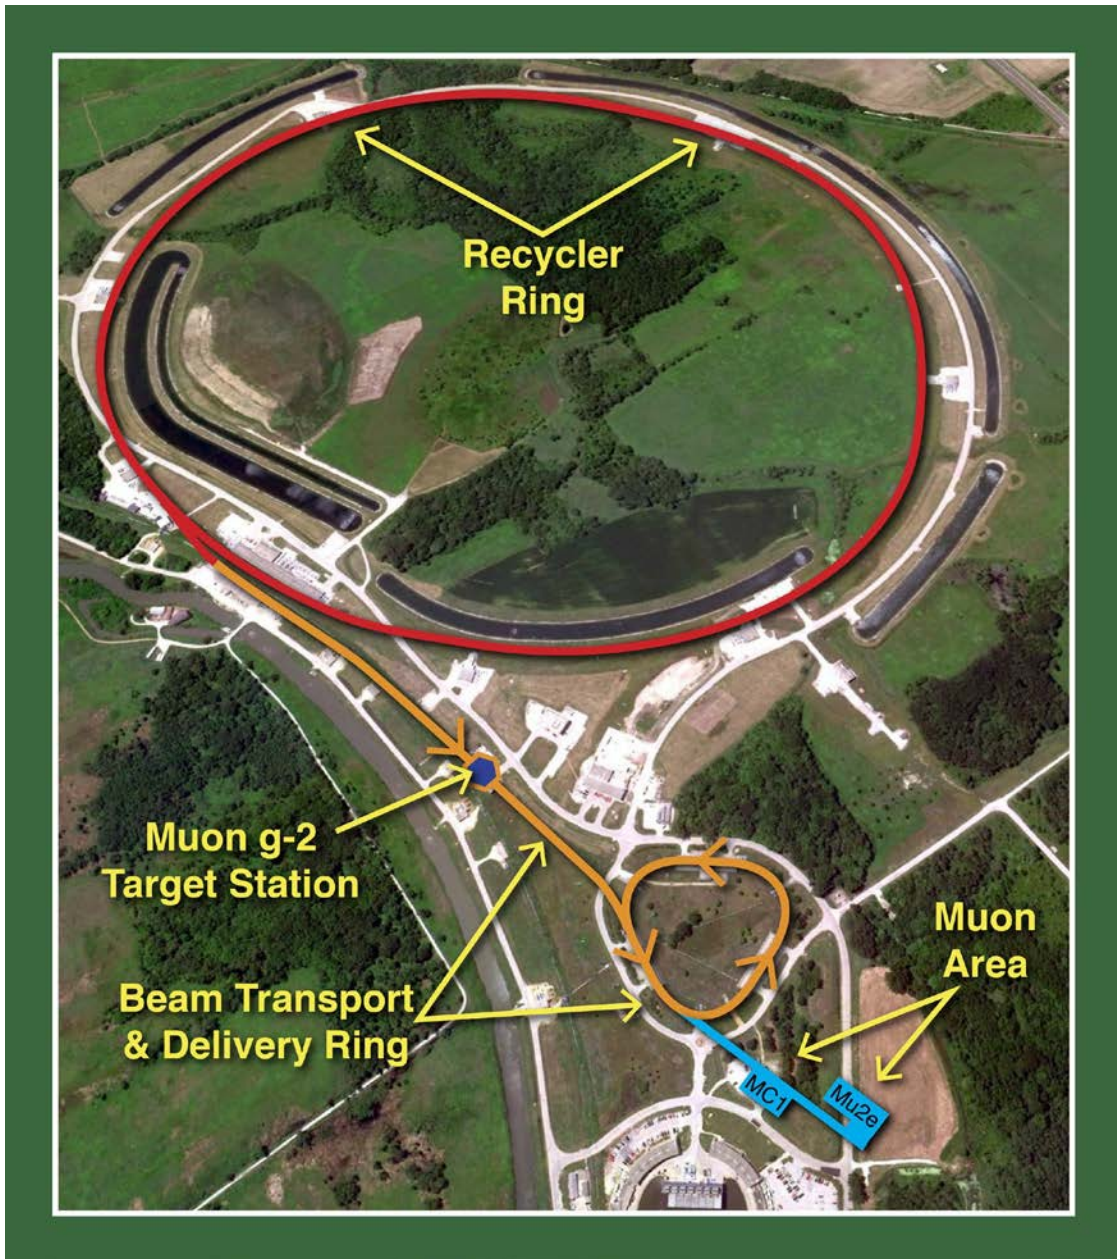 Recycler
Ring
Muon g-2
Target Station
Muon
Area
Beam Transport
& Delivery Ring
MC1
Mu2e